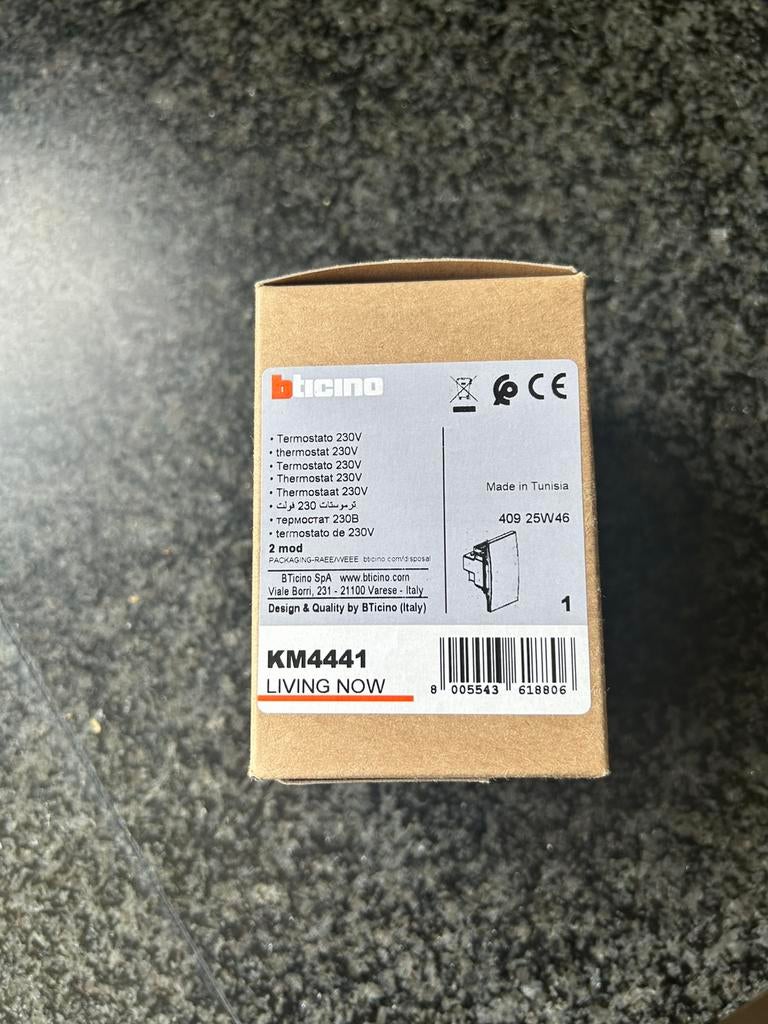 bticino
CE
• Termostato 230V
• thermostat 230V
• Termostato 230V
• Thermostat 230V
• Thermostaat 230V
• ترموستات 230 فولت
• термостат 230В
• termostato de 230V
2 mod
PACKAGING-RAEE/WEEE bticino.com/disposal
BTicino SpA www.bticino.com
Viale Borri, 231 - 21100 Varese - Italy
Design & Quality by BTicino (Italy)
Made in Tunisia
409 25W46
1
KM4441
LIVING NOW
8 005543 618806